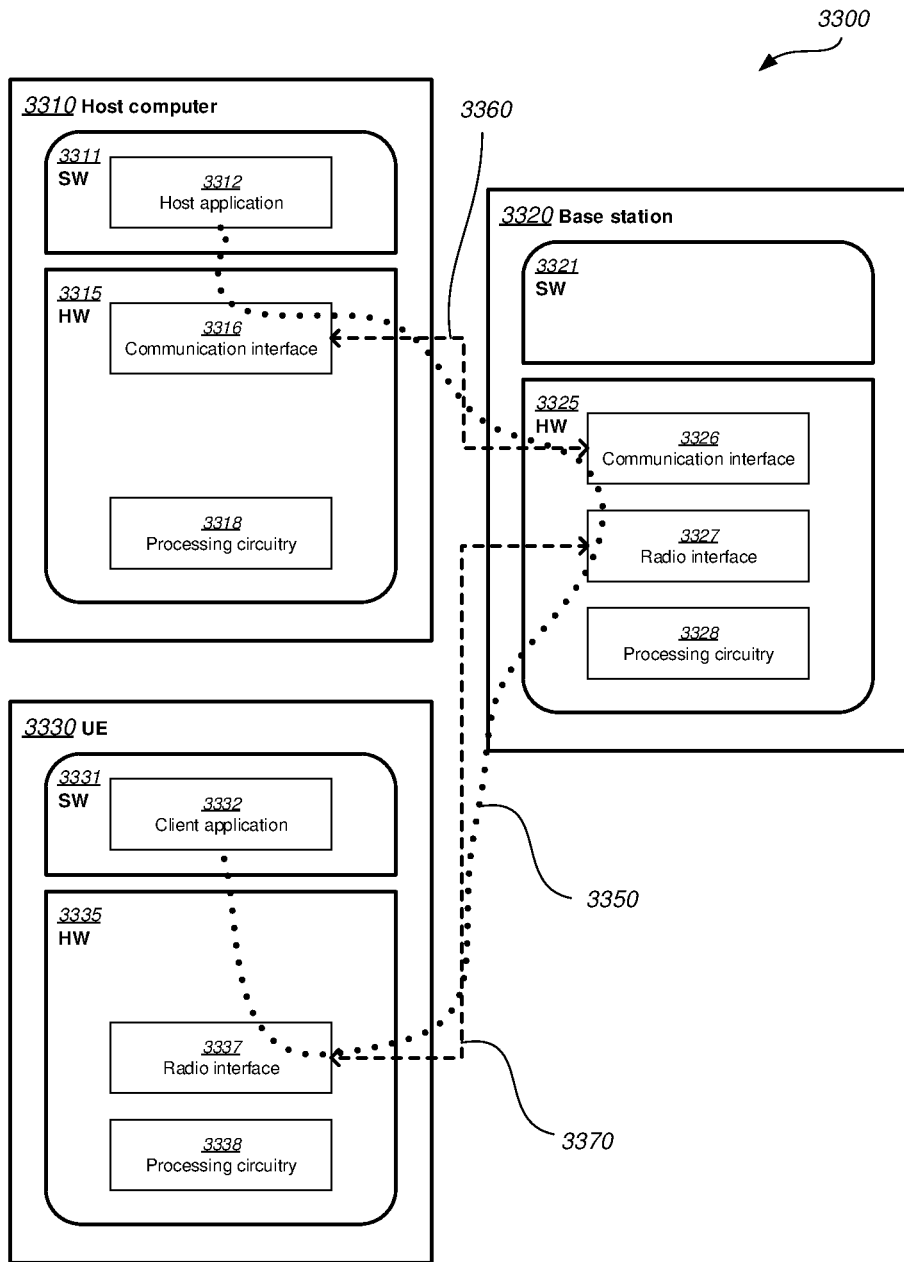 3300
3310 Host computer
3360
3311
SW
3312
Host application
3320 Base station
3321
SW
3315
HW
3316
Communication interface
3325
HW
3326
Communication interface
3318
Processing circuitry
3327
Radio interface
3328
Processing circuitry
3330 UE
3331
SW
3332
Client application
3350
3335
HW
3337
Radio interface
3370
3338
Processing circuitry